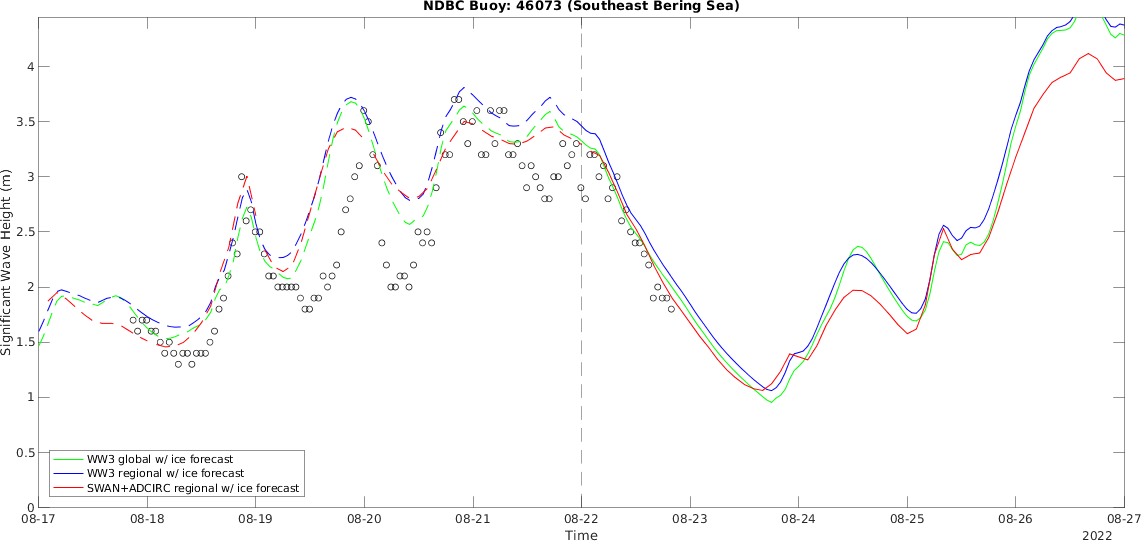 NDBC Buoy: 46073 (Southeast Bering Sea)
Significant Wave Height (m)
4
3.5
3
2.5
2
1.5
1
0.5
0
WW3 global w/ ice forecast
WW3 regional w/ ice forecast
SWAN+ADCIRC regional w/ ice forecast
08-17 08-18 08-19 08-20 08-21 08-22 08-23 08-24 08-25 08-26 08-27
Time
2022